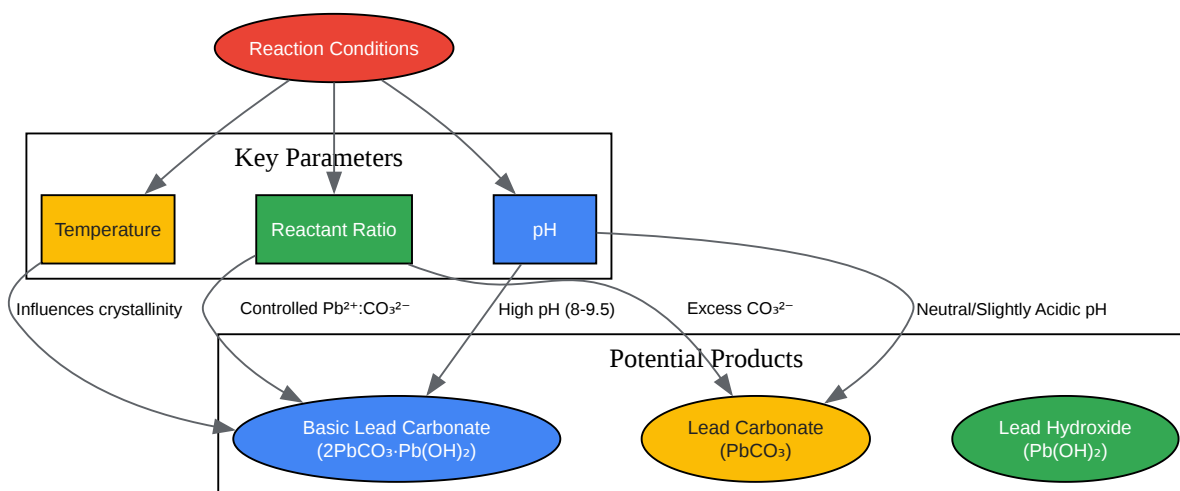 Reaction Conditions
Key Parameters
Temperature
Reactant Ratio
pH
Influences crystallinity
Controlled Pb²⁺:CO₃²⁻
High pH (8-9.5)
Excess CO₃²⁻
Neutral/Slightly Acidic pH
Potential Products
Basic Lead Carbonate
(2PbCO₃·Pb(OH)₂)
Lead Carbonate
(PbCO₃)
Lead Hydroxide
(Pb(OH)₂)